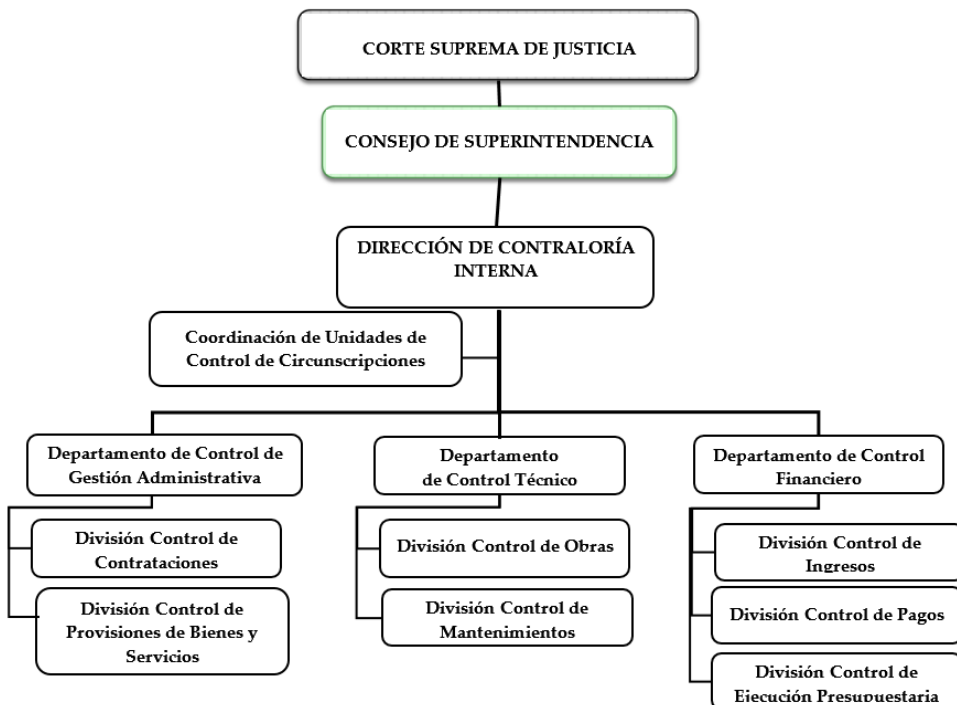 CORTE SUPREMA DE JUSTICIA
CONSEJO DE SUPERINTENDENCIA
DIRECCIÓN DE CONTRALORÍA
INTERNA
Coordinación de Unidades de
Control de Circunscripciones
Departamento de Control de
Gestión Administrativa
División Control de
Contrataciones
División Control de
Provisiones de Bienes y
Servicios
Departamento
de Control Técnico
División Control de Obras
División Control de
Mantenimientos
Departamento de Control
Financiero
División Control de
Ingresos
División Control de Pagos
División Control de
Ejecución Presupuestaria